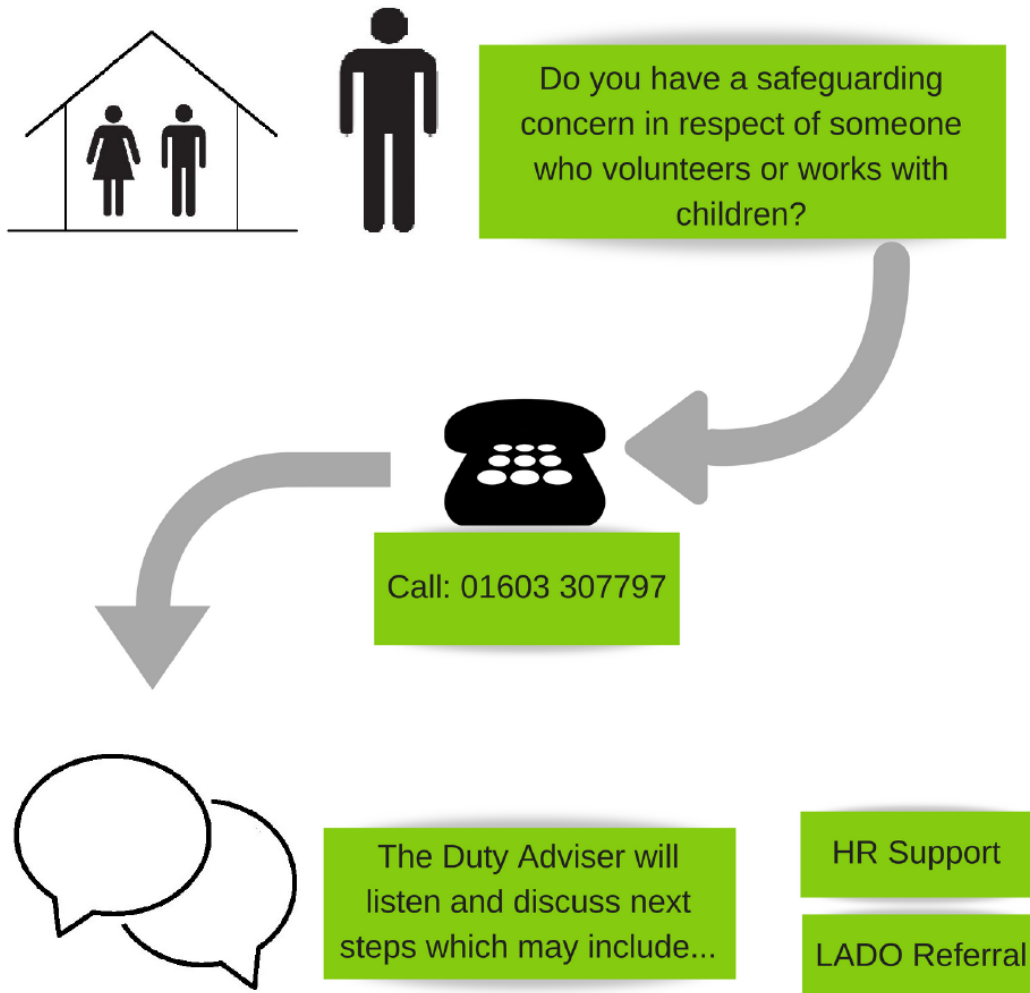 Do you have a safeguarding
concern in respect of someone
who volunteers or works with
children?
Call: 01603 307797
The Duty Adviser will
listen and discuss next
steps which may include...
HR Support
LADO Referral